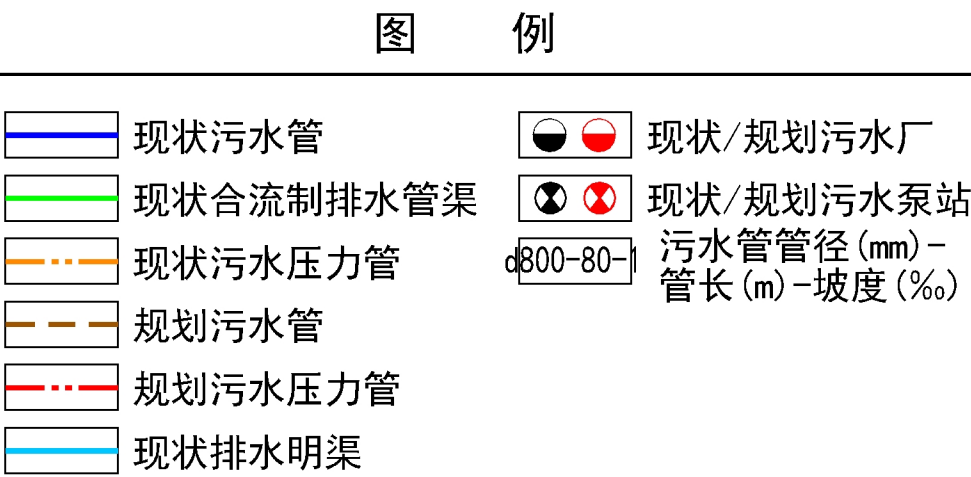 图 例
现状污水管
现状合流制排水管渠
现状污水压力管
规划污水管
规划污水压力管
现状排水明渠
现状/规划污水厂
现状/规划污水泵站
d800-80-1
污水管管径(mm)-
管长(m)-坡度(‰)